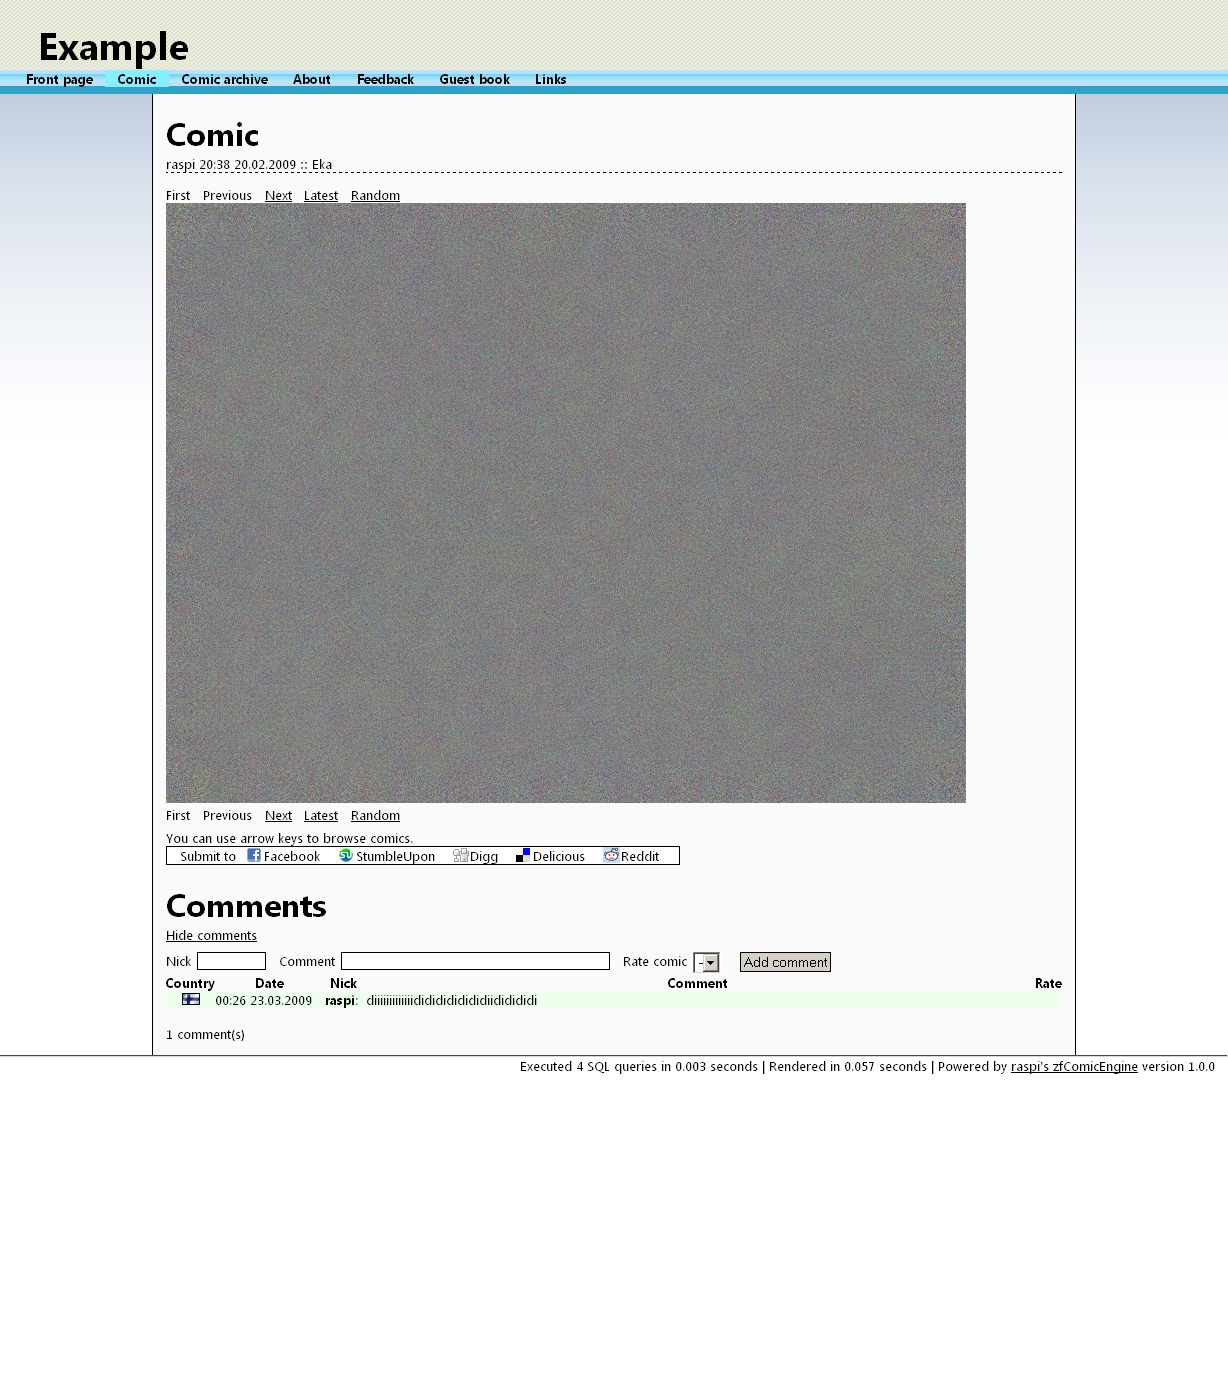 Example
Front page Comic Comic archive About Feedback Guest book Links
Comic
raspi 20:38 20.02.2009 :: Eka
First Previous Next Latest Random
First Previous Next Latest Random
You can use arrow keys to browse comics.
Submit to Facebook StumbleUpon Digg Delicious Reddit
Comments
Hide comments
Nick Comment Rate comic - Add comment
Country Date Nick Comment Rate
00:26 23.03.2009 raspi: diiiiiiiiiiiiidididididididididiidididididi
1 comment(s)
Executed 4 SQL queries in 0.003 seconds | Rendered in 0.057 seconds | Powered by raspi's zfComicEngine version 1.0.0